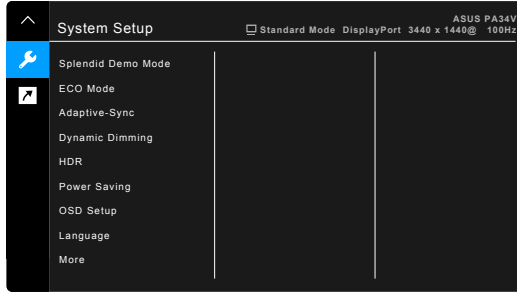 ASUS PA34V
System Setup
Standard Mode DisplayPort 3440 x 1440@ 100Hz
Splendid Demo Mode
ECO Mode
Adaptive-Sync
Dynamic Dimming
HDR
Power Saving
OSD Setup
Language
More